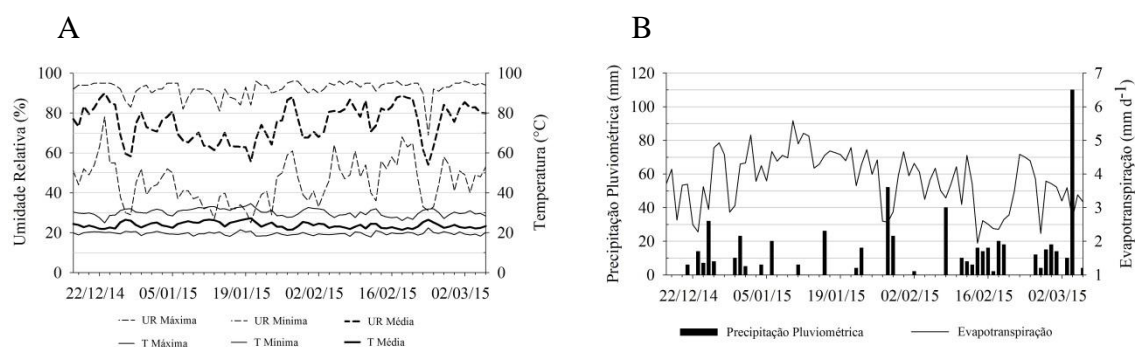 A
B
Unidade Relativa (%)
100
80
60
40
20
0
100
80
60
40
20
0
Temperatura (°C)
22/12/14 05/01/15 19/01/15 02/02/15 16/02/15 02/03/15
UR Máxima UR Mínima UR Média
T Máxima T Mínima T Média
Precipitação Pluviométrica (mm)
120
100
80
60
40
20
0
7
6
5
4
3
2
1
Evapotranspiração (mm d⁻¹)
22/12/14 05/01/15 19/01/15 02/02/15 16/02/15 02/03/15
Precipitação Pluviométrica Evapotranspiração